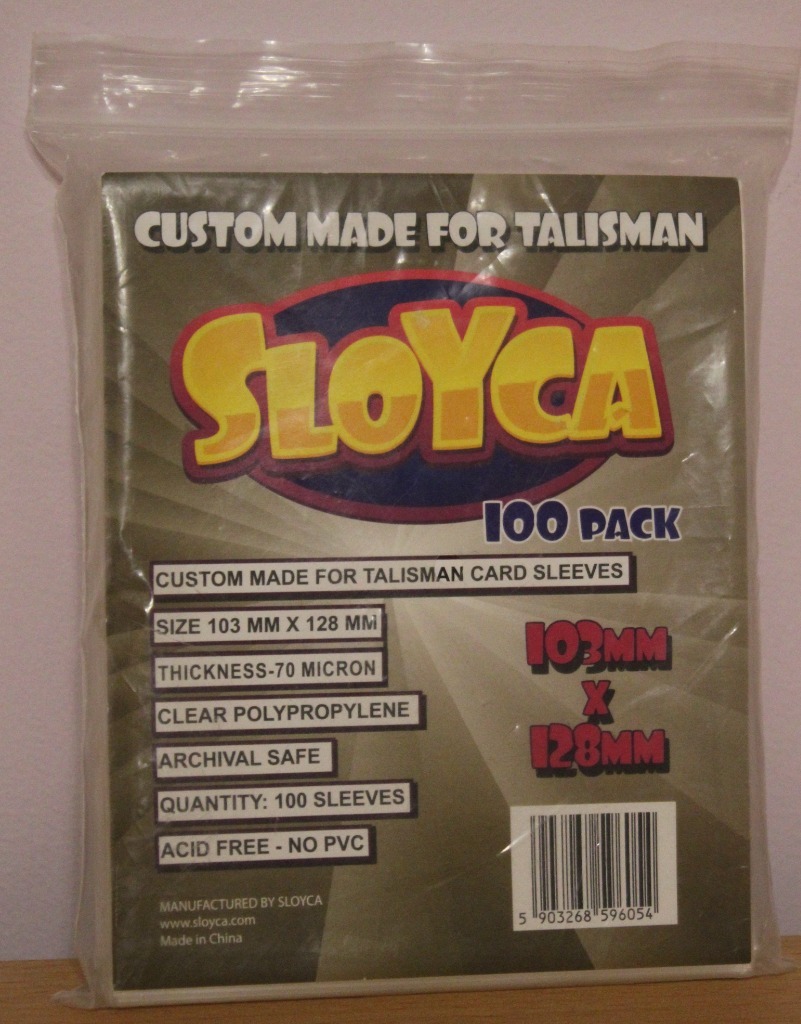 CUSTOM MADE FOR TALISMAN
SLOYCA
100 PACK
CUSTOM MADE FOR TALISMAN CARD SLEEVES
SIZE 103 MM X 128 MM
THICKNESS-70 MICRON
CLEAR POLYPROPYLENE
ARCHIVAL SAFE
QUANTITY: 100 SLEEVES
ACID FREE - NO PVC
103MM
X
128MM
MANUFACTURED BY SLOYCA
www.sloyca.com
Made in China
5 903268 596054